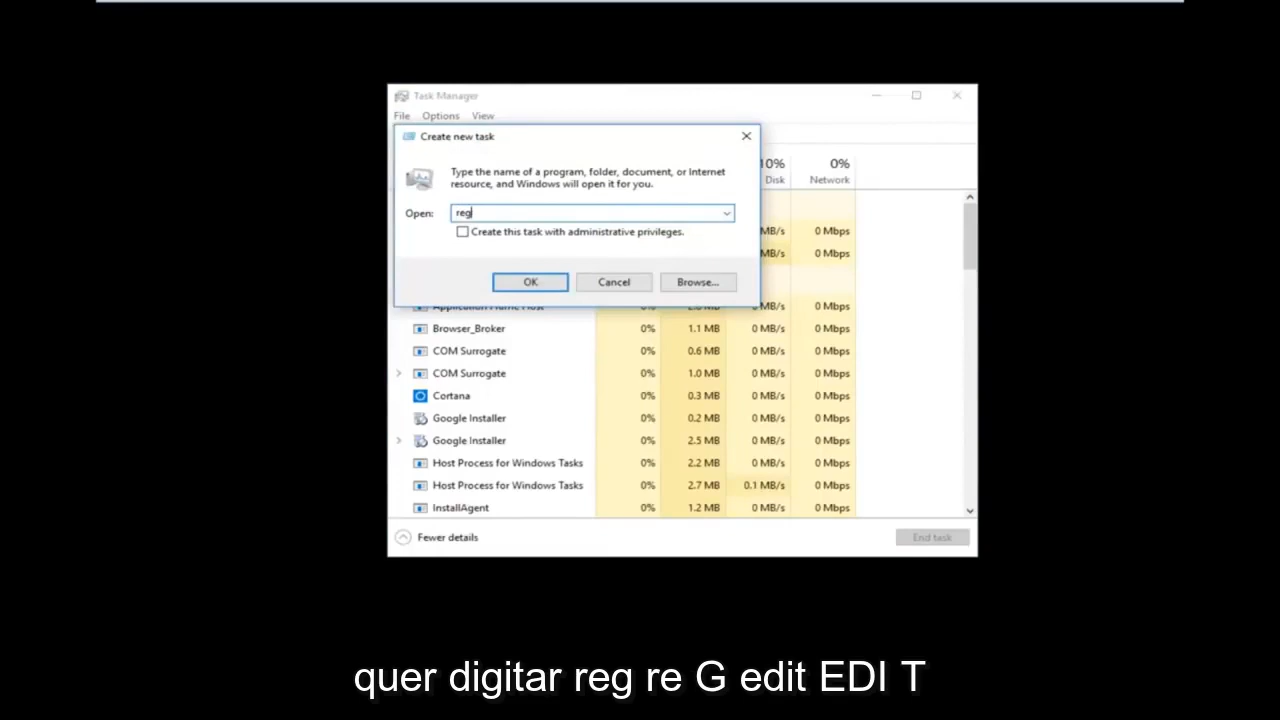 Task Manager
File Options View
Create new task
Type the name of a program, folder, document, or Internet
resource, and Windows will open it for you.
Open: reg
Create this task with administrative privileges.
OK Cancel Browse...
10% 0%
Disk Network
MB/s 0 Mbps
MB/s 0 Mbps
Application Frame Host 0% 0 MB/s 0 Mbps
Browser_Broker 0% 1.1 MB 0 MB/s 0 Mbps
COM Surrogate 0% 0.6 MB 0 MB/s 0 Mbps
COM Surrogate 0% 1.0 MB 0 MB/s 0 Mbps
Cortana 0% 0.3 MB 0 MB/s 0 Mbps
Google Installer 0% 0.2 MB 0 MB/s 0 Mbps
Google Installer 0% 2.5 MB 0 MB/s 0 Mbps
Host Process for Windows Tasks 0% 2.2 MB 0 MB/s 0 Mbps
Host Process for Windows Tasks 0% 2.7 MB 0.1 MB/s 0 Mbps
InstallAgent 0% 1.2 MB 0 MB/s 0 Mbps
Fewer details End task
quer digitar reg re G edit EDI T